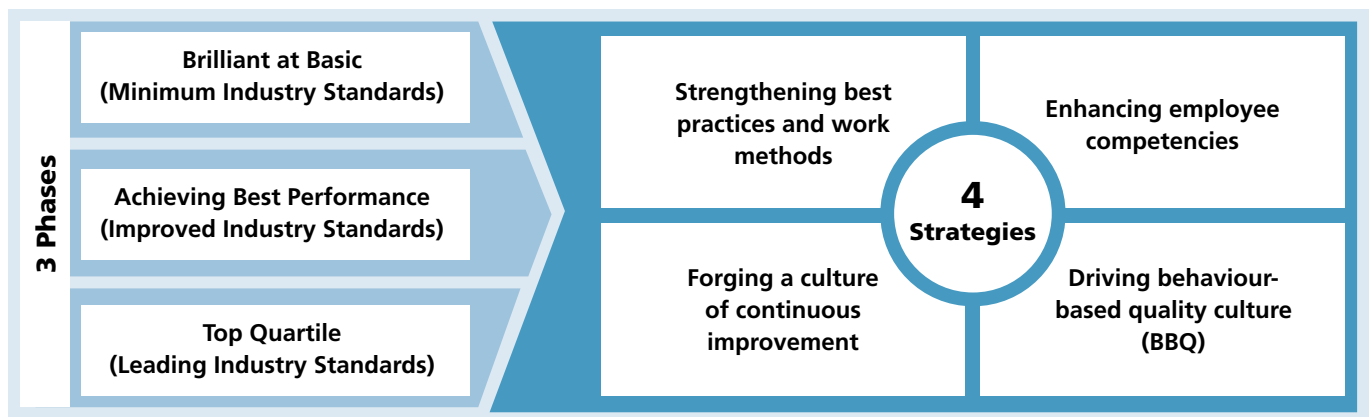 3 Phases
Brilliant at Basic
(Minimum Industry Standards)
Achieving Best Performance
(Improved Industry Standards)
Top Quartile
(Leading Industry Standards)
Strengthening best
practices and work
methods
Enhancing employee
competencies
4
Strategies
Forging a culture
of continuous
improvement
Driving behaviour-
based quality culture
(BBQ)